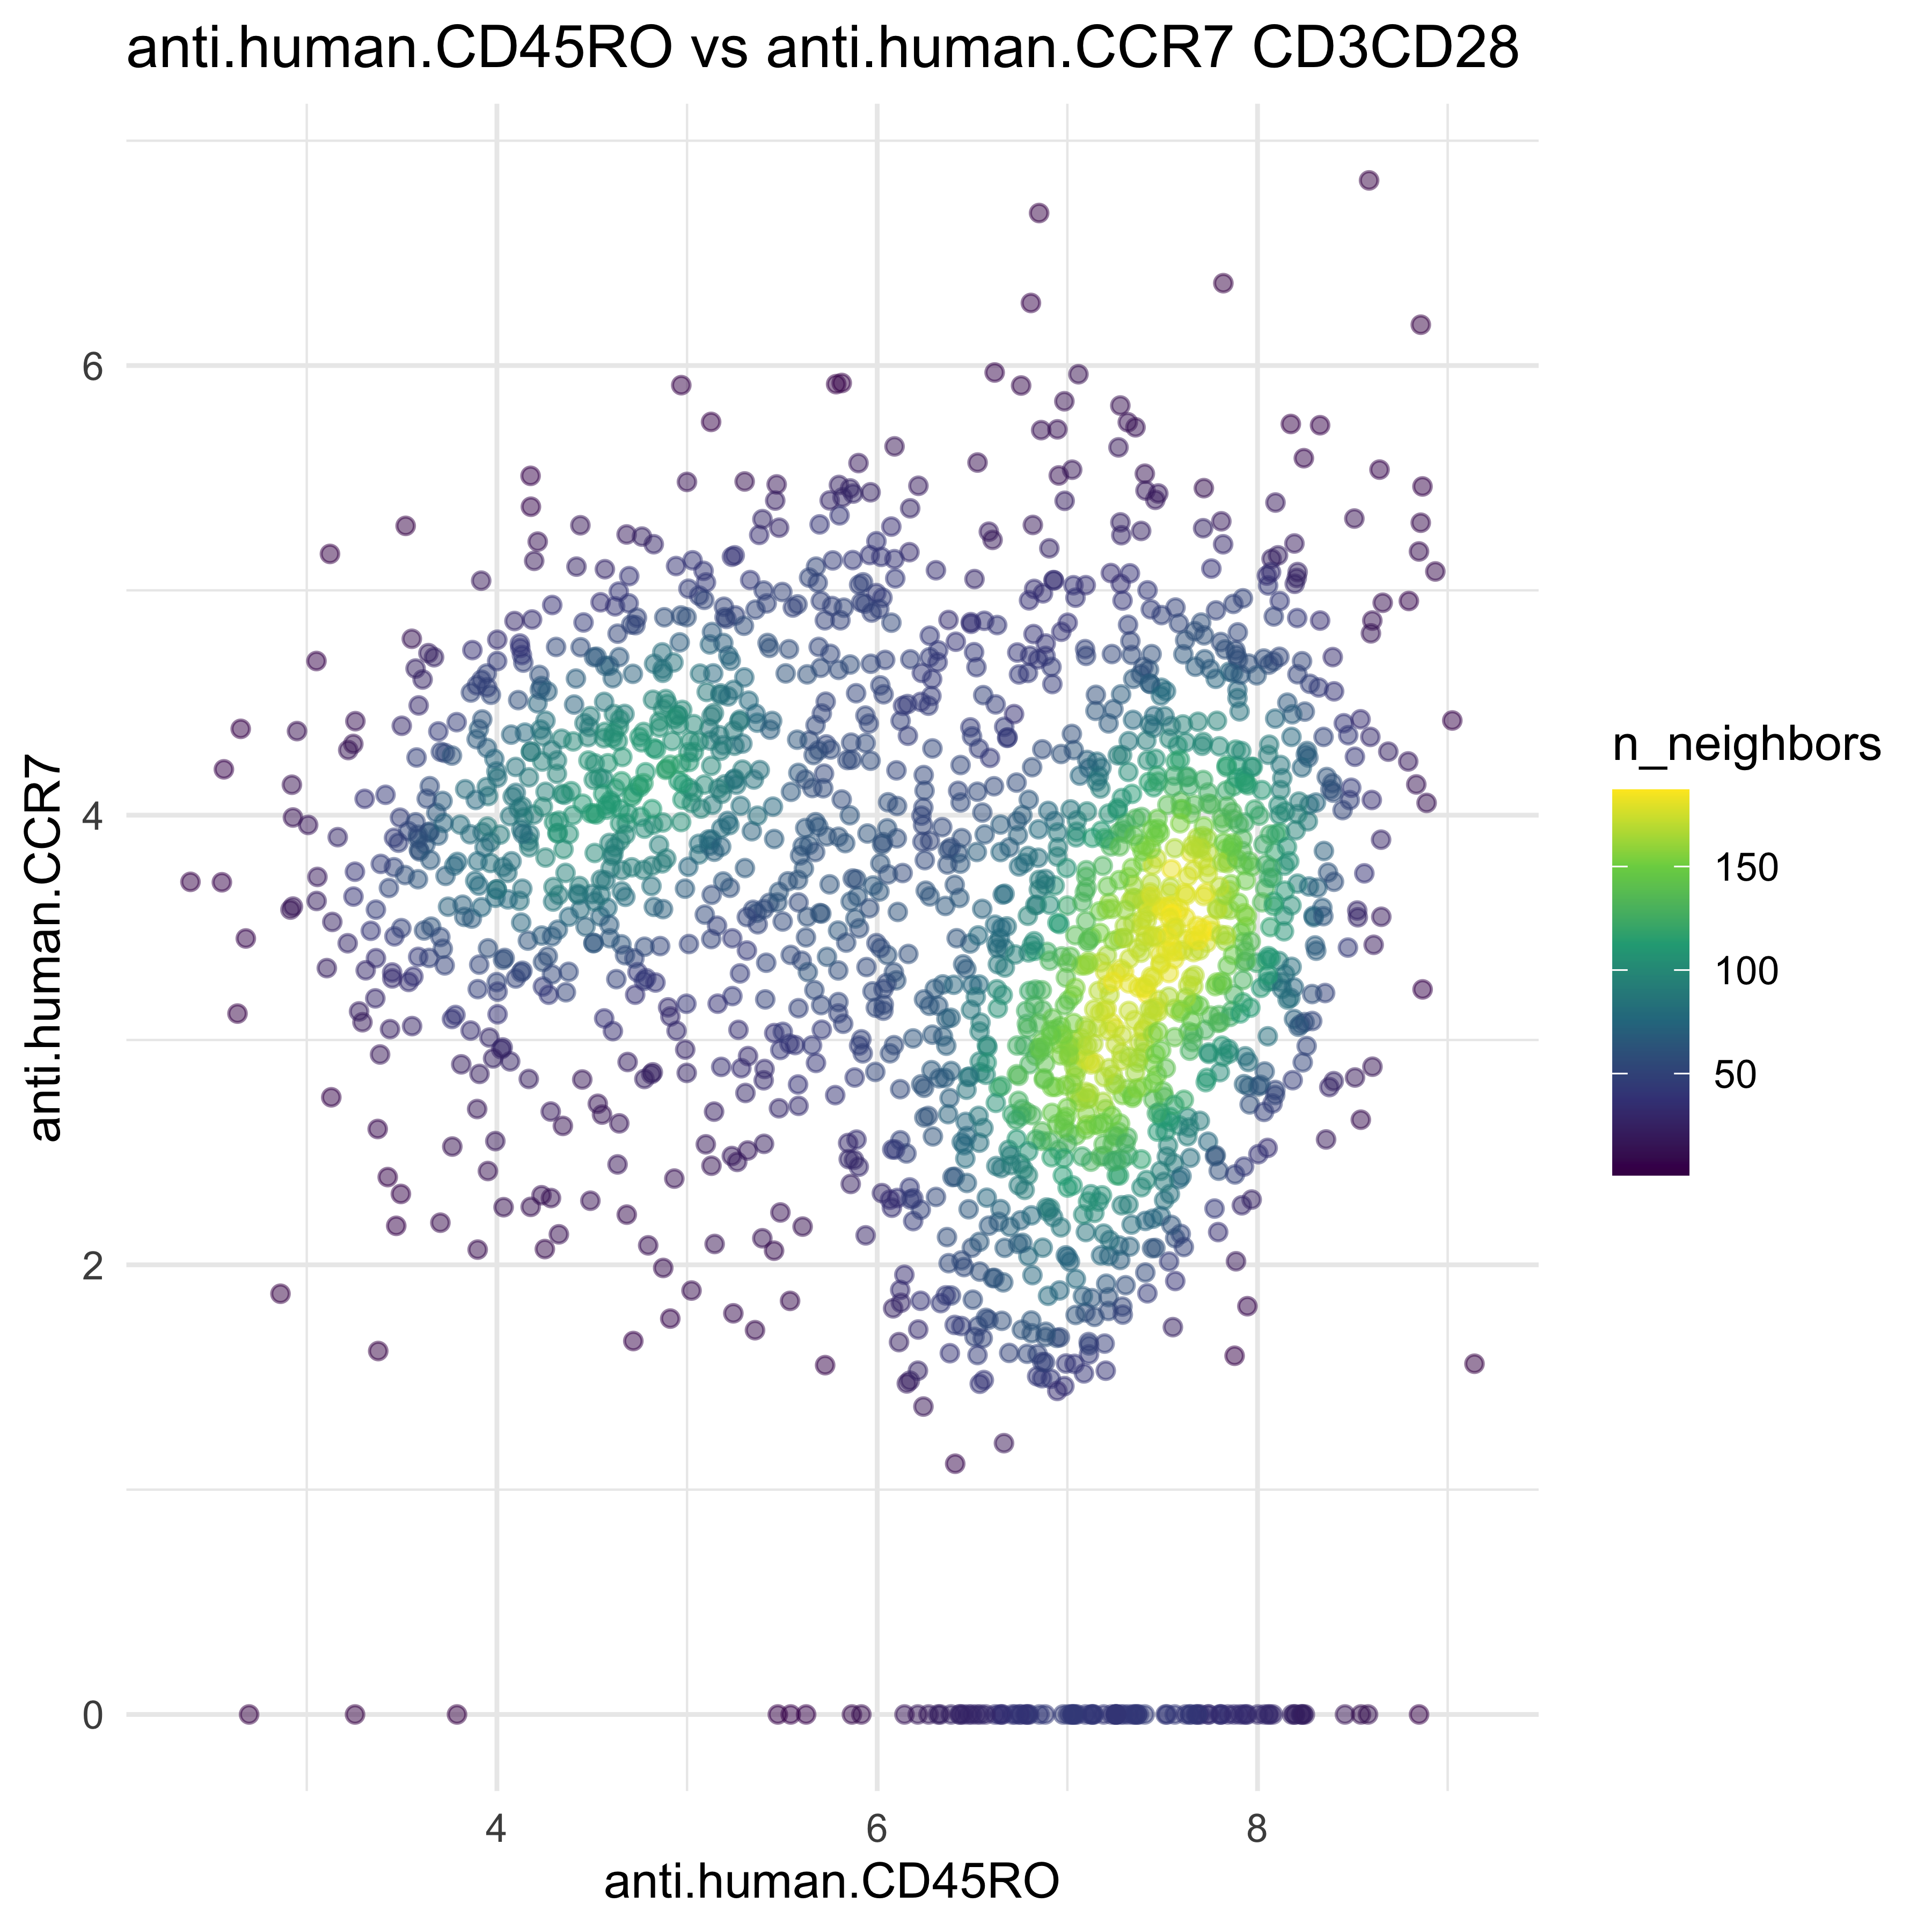 anti.human.CD45RO vs anti.human.CCR7 CD3CD28
anti.human.CCR7
6
4
2
0
4 6 8
anti.human.CD45RO
n_neighbors
150
100
50